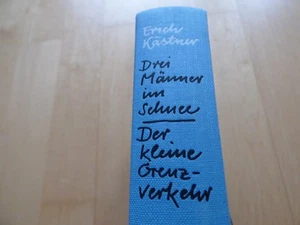 Erich
Kästner
Drei
Männer
im
Schnee
Der
kleine
Grenz-
verkehr